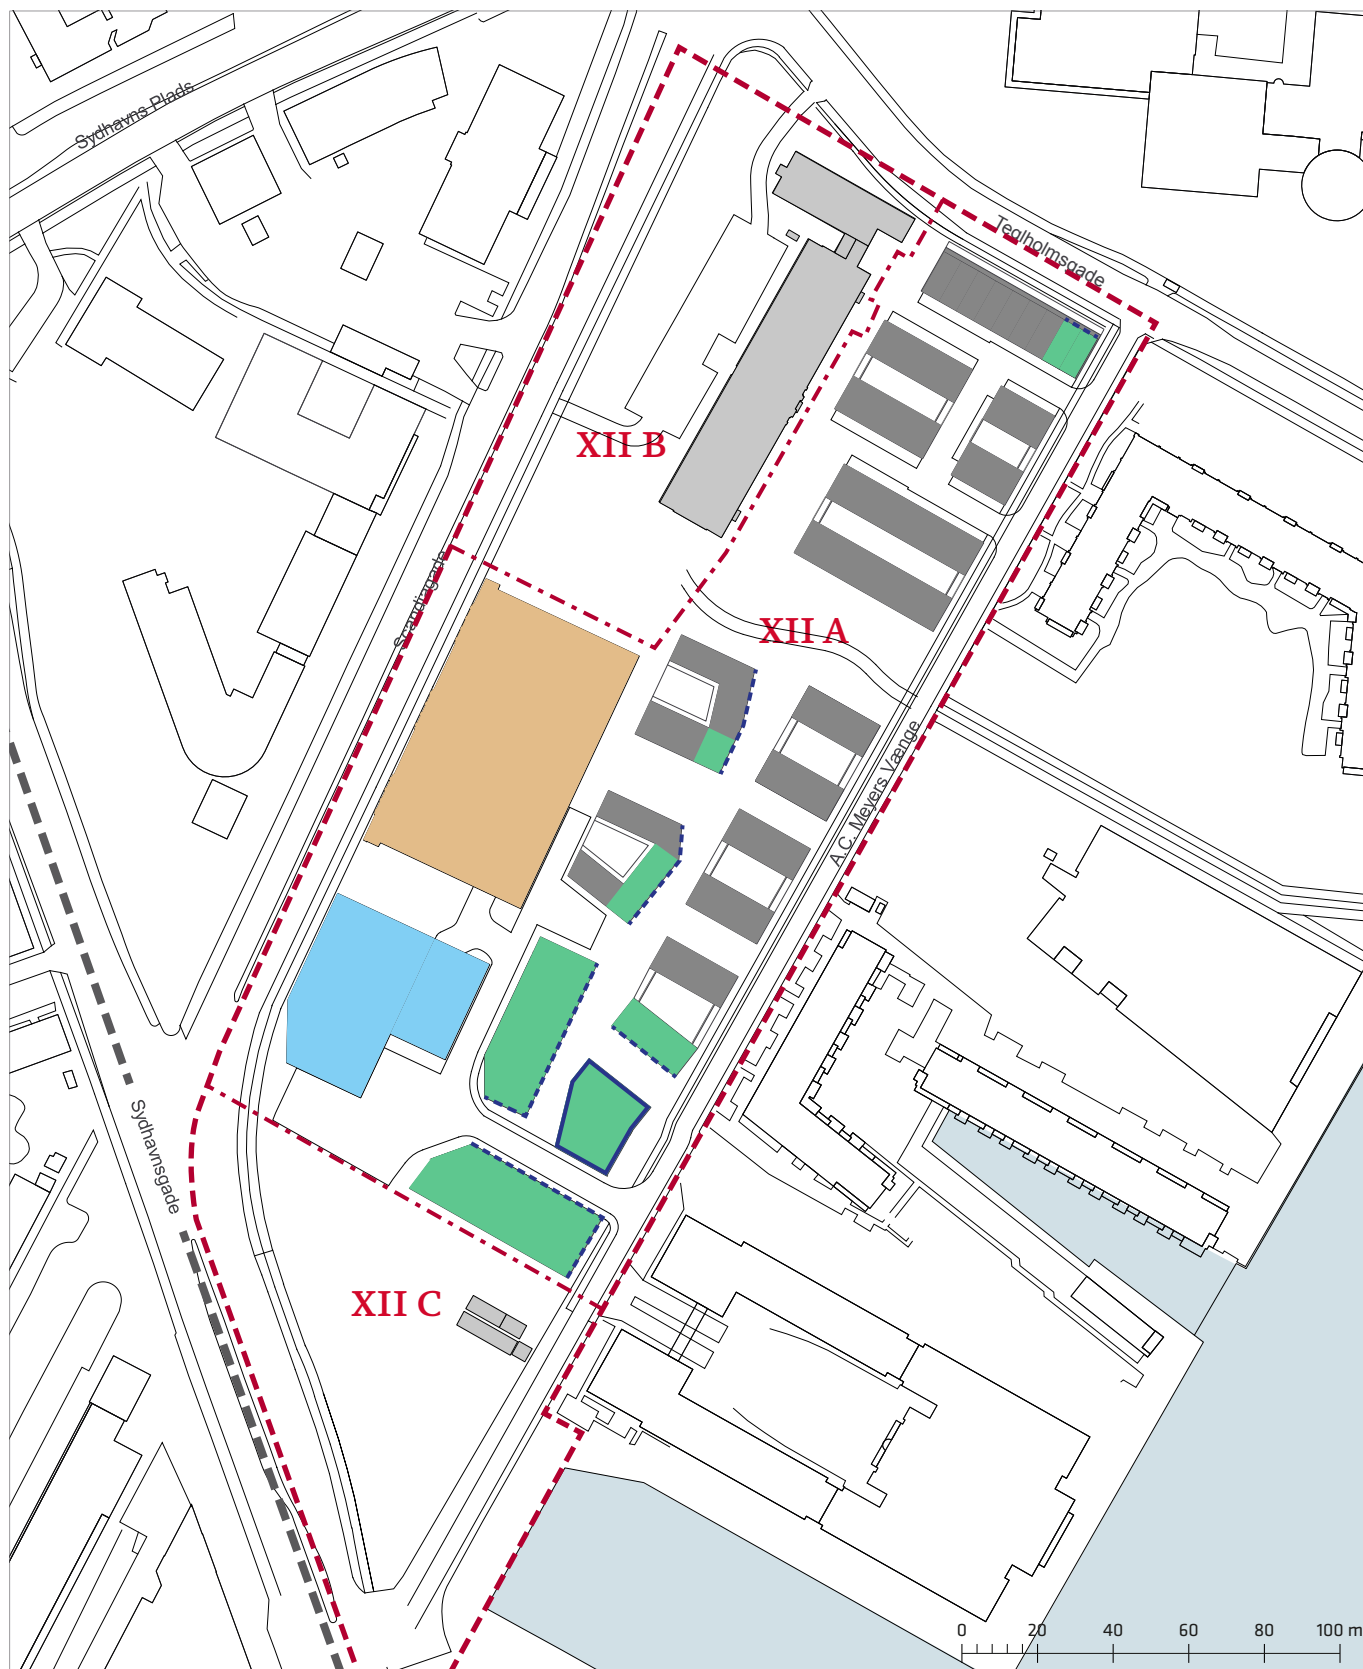 Sydhavns Plads
Teglholmsgade
XII B
Scandiagade
XII A
A.C. Meyers Vænge
Sydhavnsgade
XII C
0 20 40 60 80 100 m